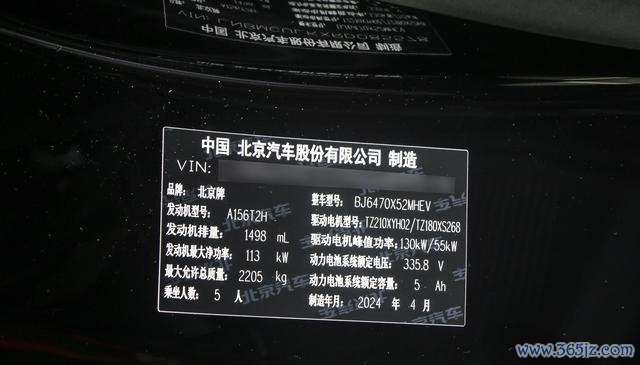 中国 北京汽车股份有限公司 制造
VIN:
品牌: 北京牌
整车型号: BJ6470X52MHEV
发动机型号: A156T2H
驱动电机型号: TZ210XYH02/TZ180XS268
发动机排量: 1498 mL
驱动电机峰值功率: 130kW/55kW
发动机最大净功率: 113 kW
动力电池系统额定电压: 335.8 V
最大允许总质量: 2205 kg
动力电池系统额定容量: 5 Ah
乘坐人数: 5 人
制造年月: 2024 年 4 月
www.365jz.com